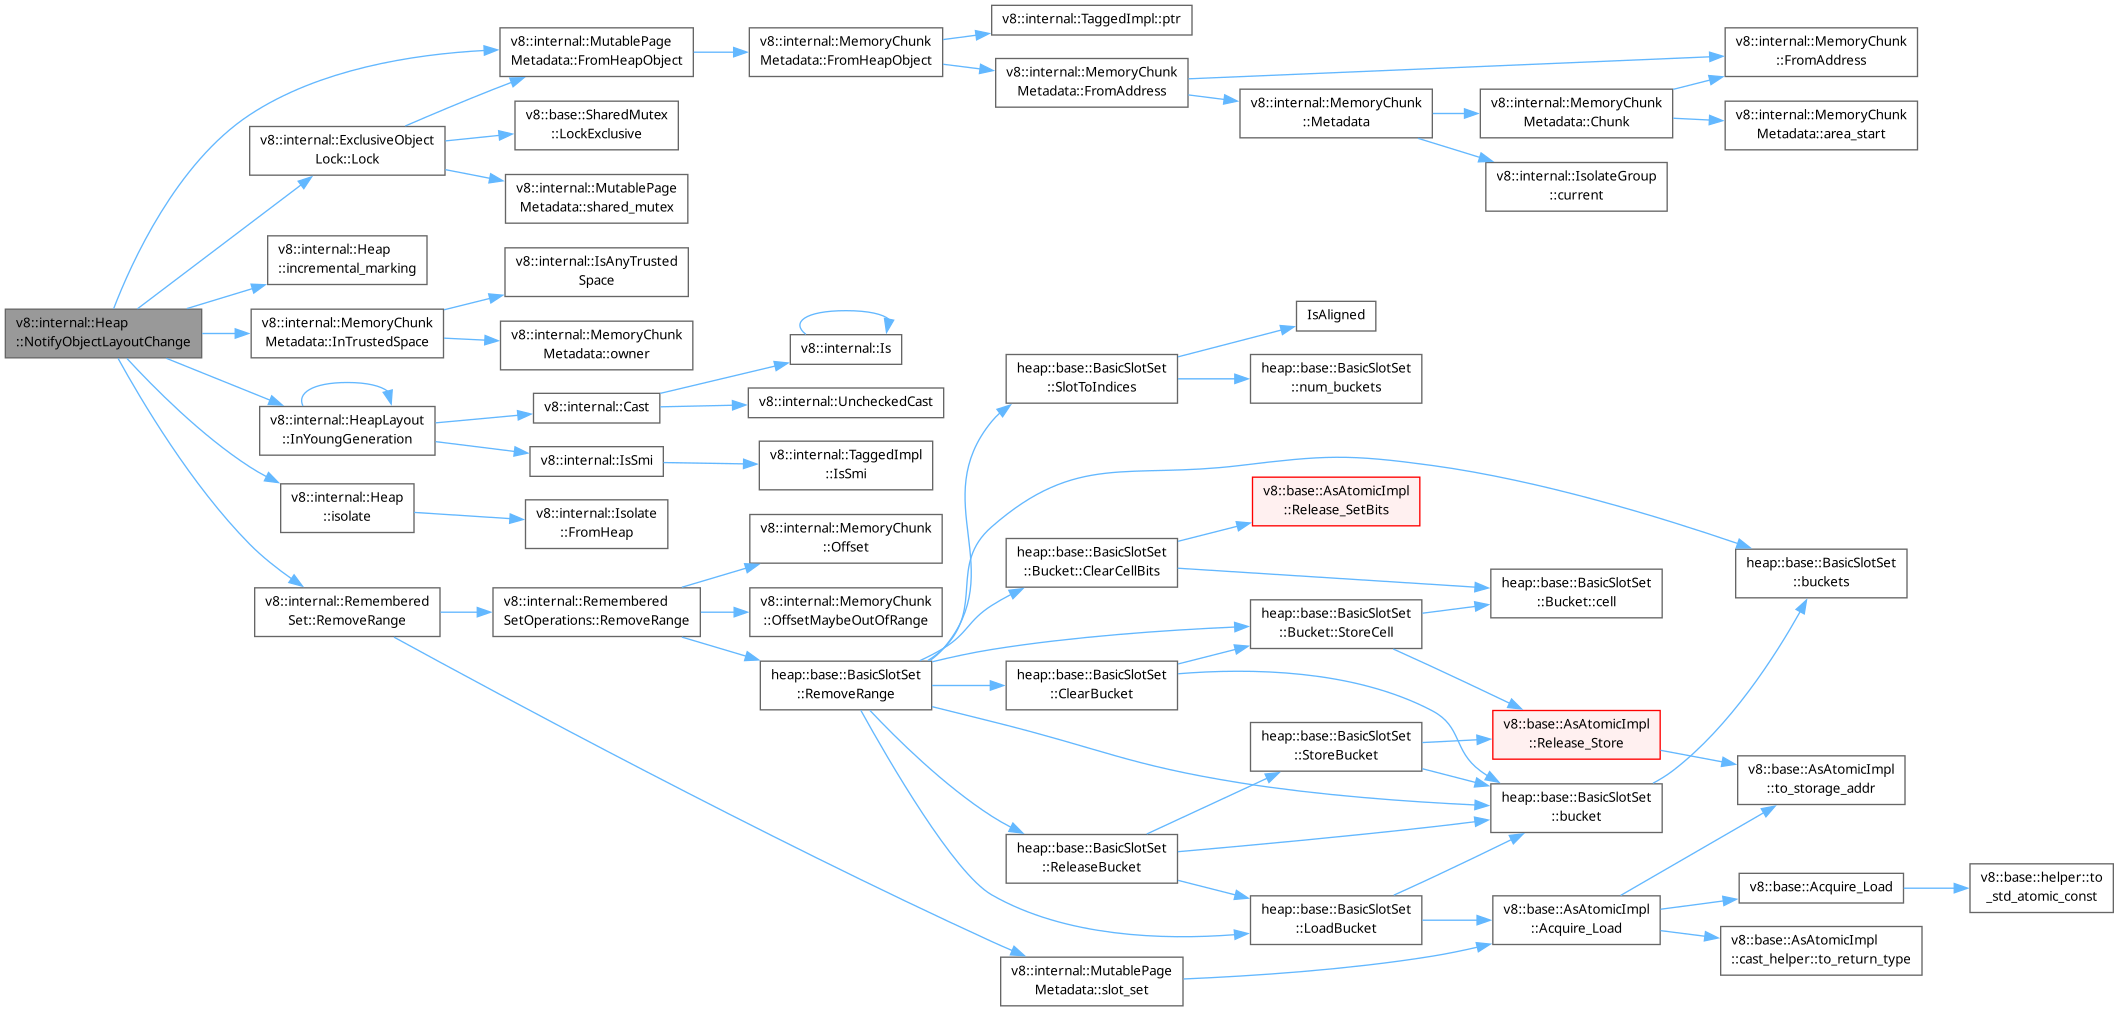 v8::internal::Heap
::NotifyObjectLayoutChange
v8::internal::MutablePage
Metadata::FromHeapObject
v8::internal::MemoryChunk
Metadata::FromHeapObject
v8::internal::TaggedImpl::ptr
v8::internal::MemoryChunk
Metadata::FromAddress
v8::internal::MemoryChunk
::FromAddress
v8::internal::MemoryChunk
::Metadata
v8::internal::MemoryChunk
Metadata::Chunk
v8::internal::MemoryChunk
Metadata::area_start
v8::internal::IsolateGroup
::current
v8::internal::ExclusiveObject
Lock::Lock
v8::base::SharedMutex
::LockExclusive
v8::internal::MutablePage
Metadata::shared_mutex
v8::internal::Heap
::incremental_marking
v8::internal::MemoryChunk
Metadata::InTrustedSpace
v8::internal::IsAnyTrusted
Space
v8::internal::MemoryChunk
Metadata::owner
v8::internal::HeapLayout
::InYoungGeneration
v8::internal::Cast
v8::internal::Is
v8::internal::UncheckedCast
v8::internal::IsSmi
v8::internal::TaggedImpl
::IsSmi
v8::internal::Heap
::isolate
v8::internal::Isolate
::FromHeap
v8::internal::Remembered
Set::RemoveRange
v8::internal::Remembered
SetOperations::RemoveRange
v8::internal::MemoryChunk
::Offset
v8::internal::MemoryChunk
::OffsetMaybeOutOfRange
heap::base::BasicSlotSet
::RemoveRange
heap::base::BasicSlotSet
::SlotToIndices
IsAligned
heap::base::BasicSlotSet
::num_buckets
v8::base::AsAtomicImpl
::Release_SetBits
heap::base::BasicSlotSet
::Bucket::ClearCellBits
heap::base::BasicSlotSet
::Bucket::cell
heap::base::BasicSlotSet
::buckets
heap::base::BasicSlotSet
::Bucket::StoreCell
heap::base::BasicSlotSet
::ClearBucket
heap::base::BasicSlotSet
::StoreBucket
v8::base::AsAtomicImpl
::Release_Store
v8::base::AsAtomicImpl
::to_storage_addr
heap::base::BasicSlotSet
::bucket
heap::base::BasicSlotSet
::ReleaseBucket
heap::base::BasicSlotSet
::LoadBucket
v8::base::AsAtomicImpl
::Acquire_Load
v8::base::Acquire_Load
v8::base::helper::to
_std_atomic_const
v8::base::AsAtomicImpl
::cast_helper::to_return_type
v8::internal::MutablePage
Metadata::slot_set